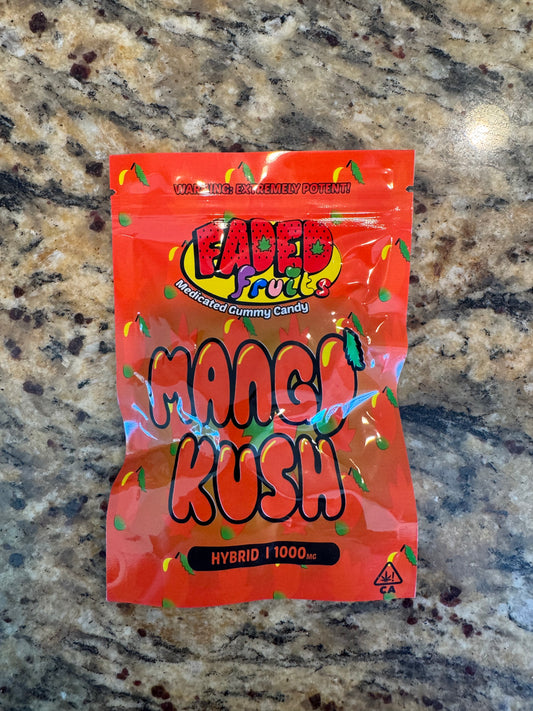 WARNING: EXTREMELY POTENT!
FADED
fruits
Medicated Gummy Candy
MANGO
KUSH
HYBRID | 1000MG
CA